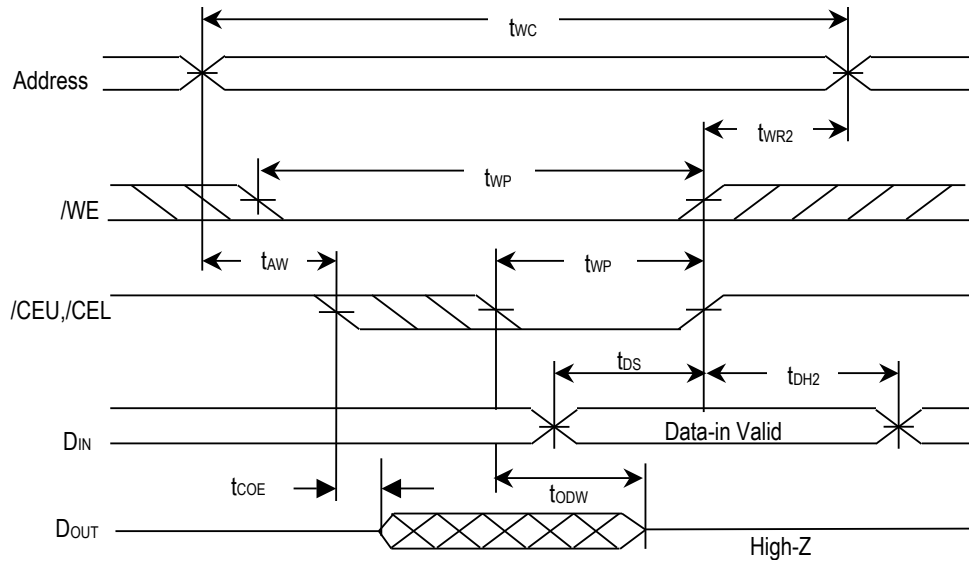 tWC
Address
tWR2
tWP
/WE
tAW
tWP
/CEU,/CEL
tDS
tDH2
DIN
Data-in Valid
tCOE
tODW
DOUT
High-Z